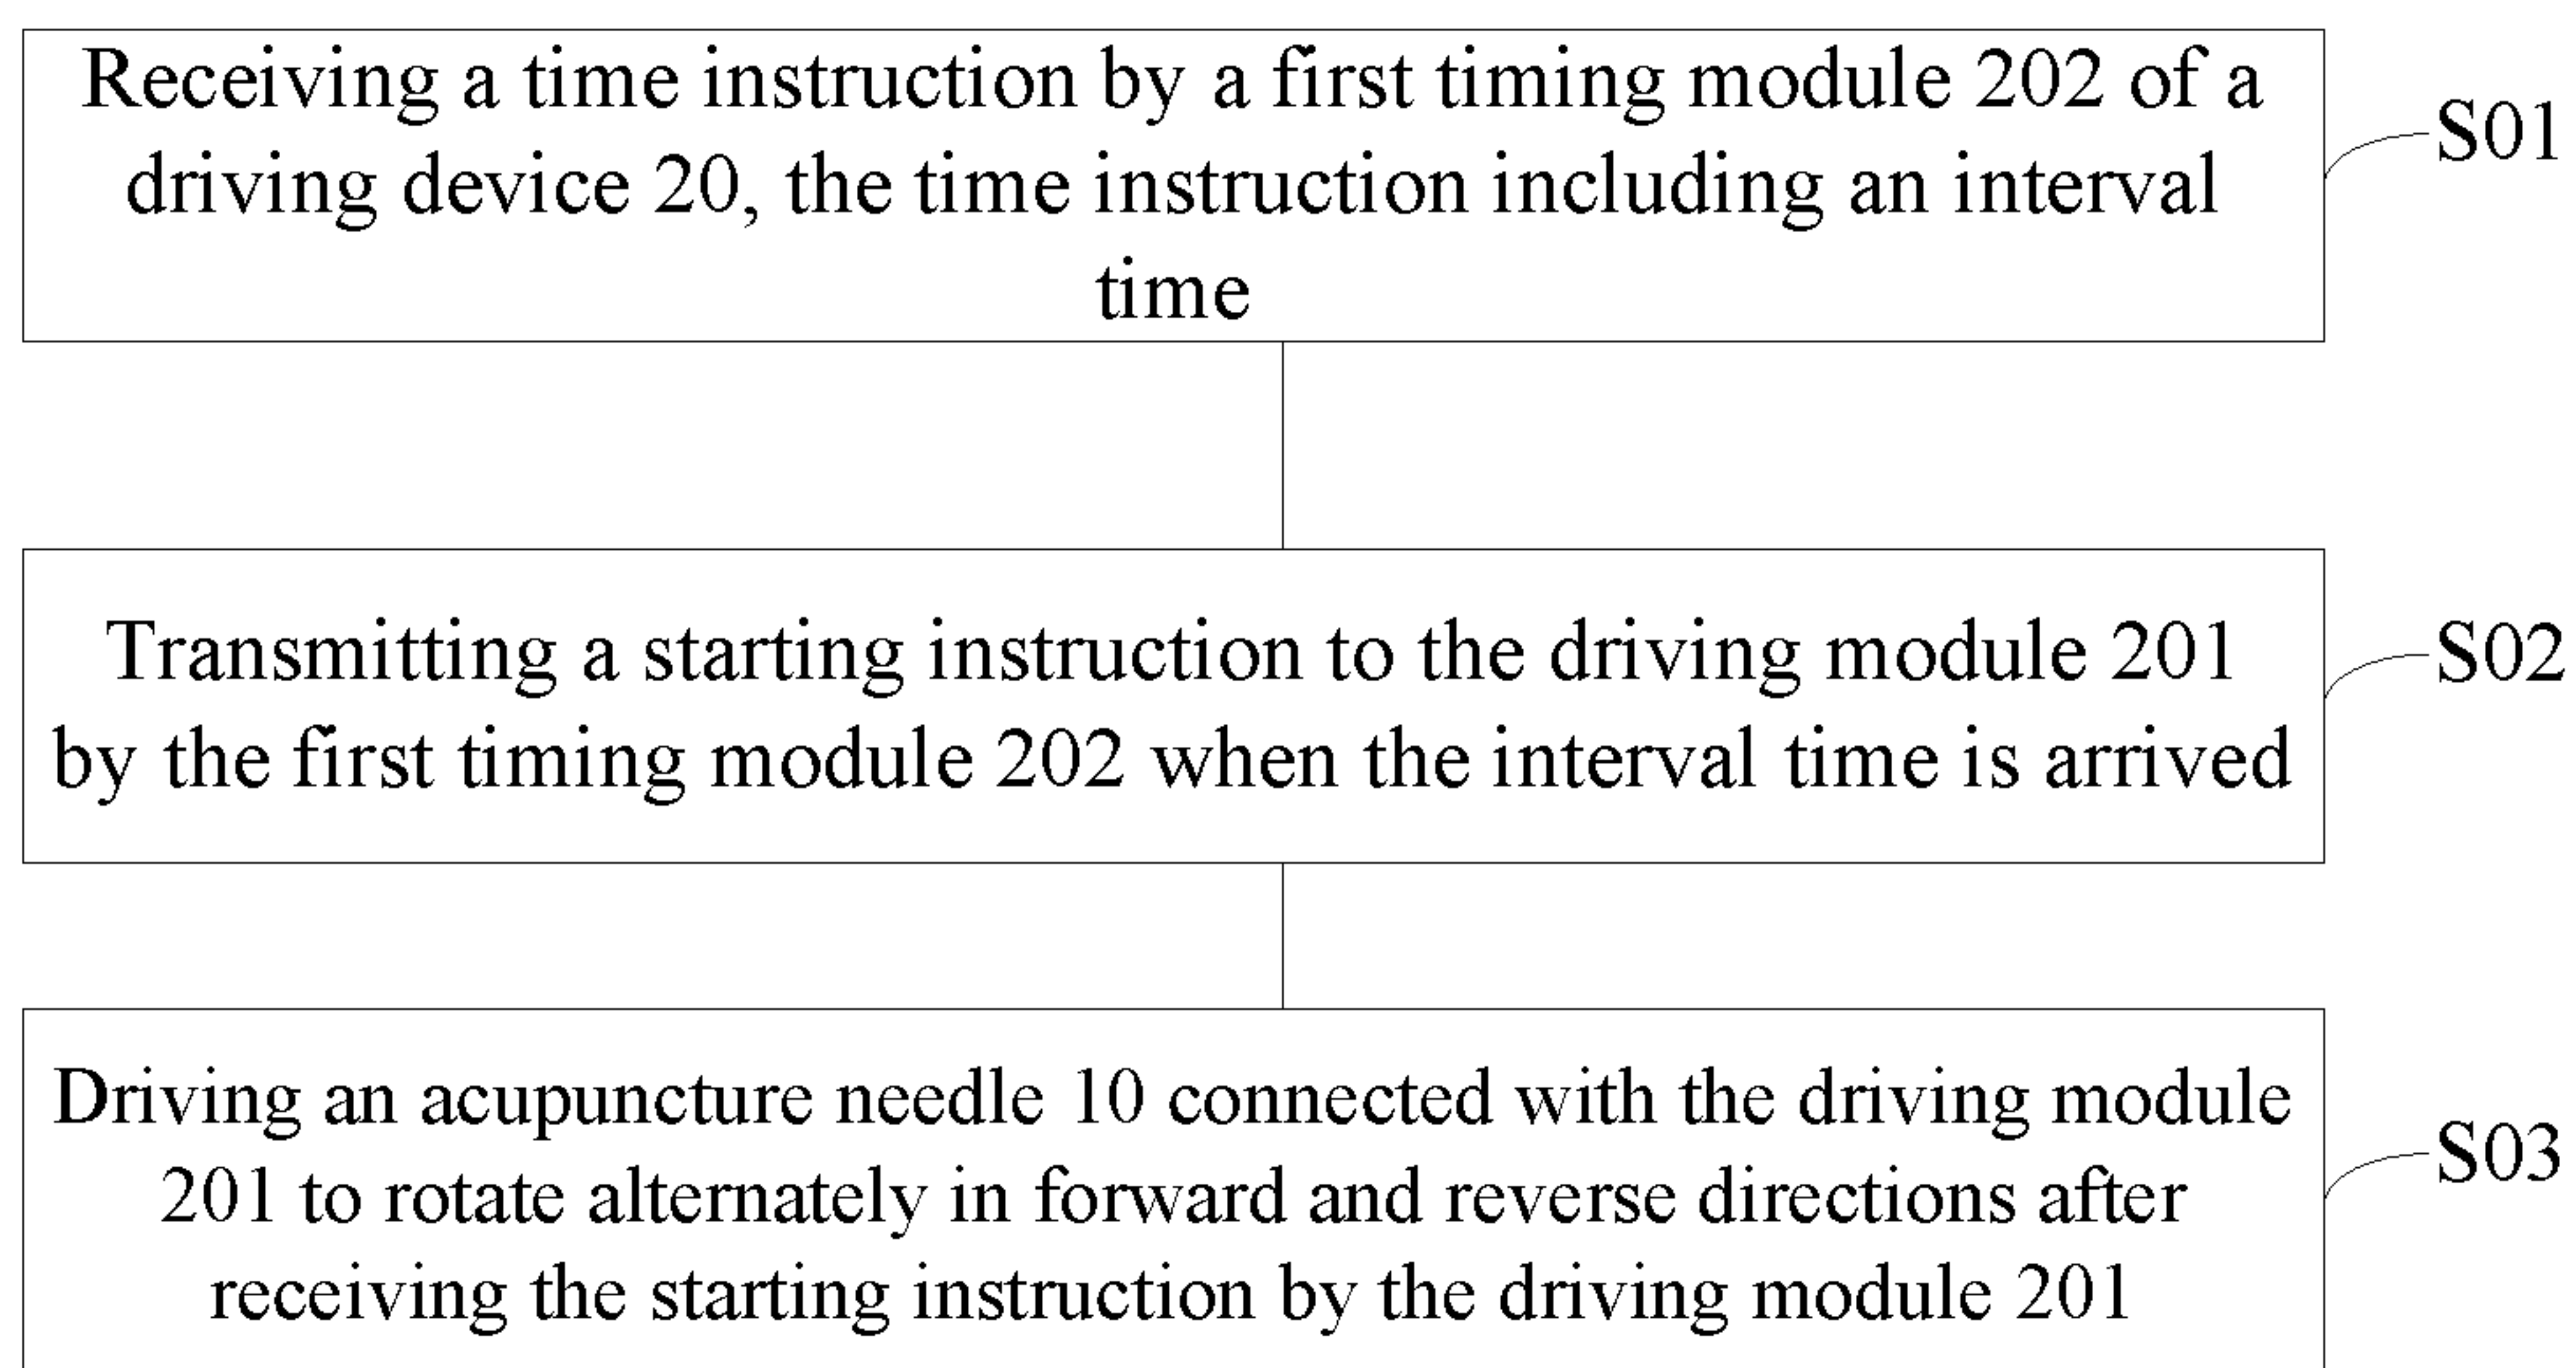 Receiving a time instruction by a first timing module 202 of a
driving device 20, the time instruction including an interval
time
S01
Transmitting a starting instruction to the driving module 201
by the first timing module 202 when the interval time is arrived
S02
Driving an acupuncture needle 10 connected with the driving module
201 to rotate alternately in forward and reverse directions after
receiving the starting instruction by the driving module 201
S03